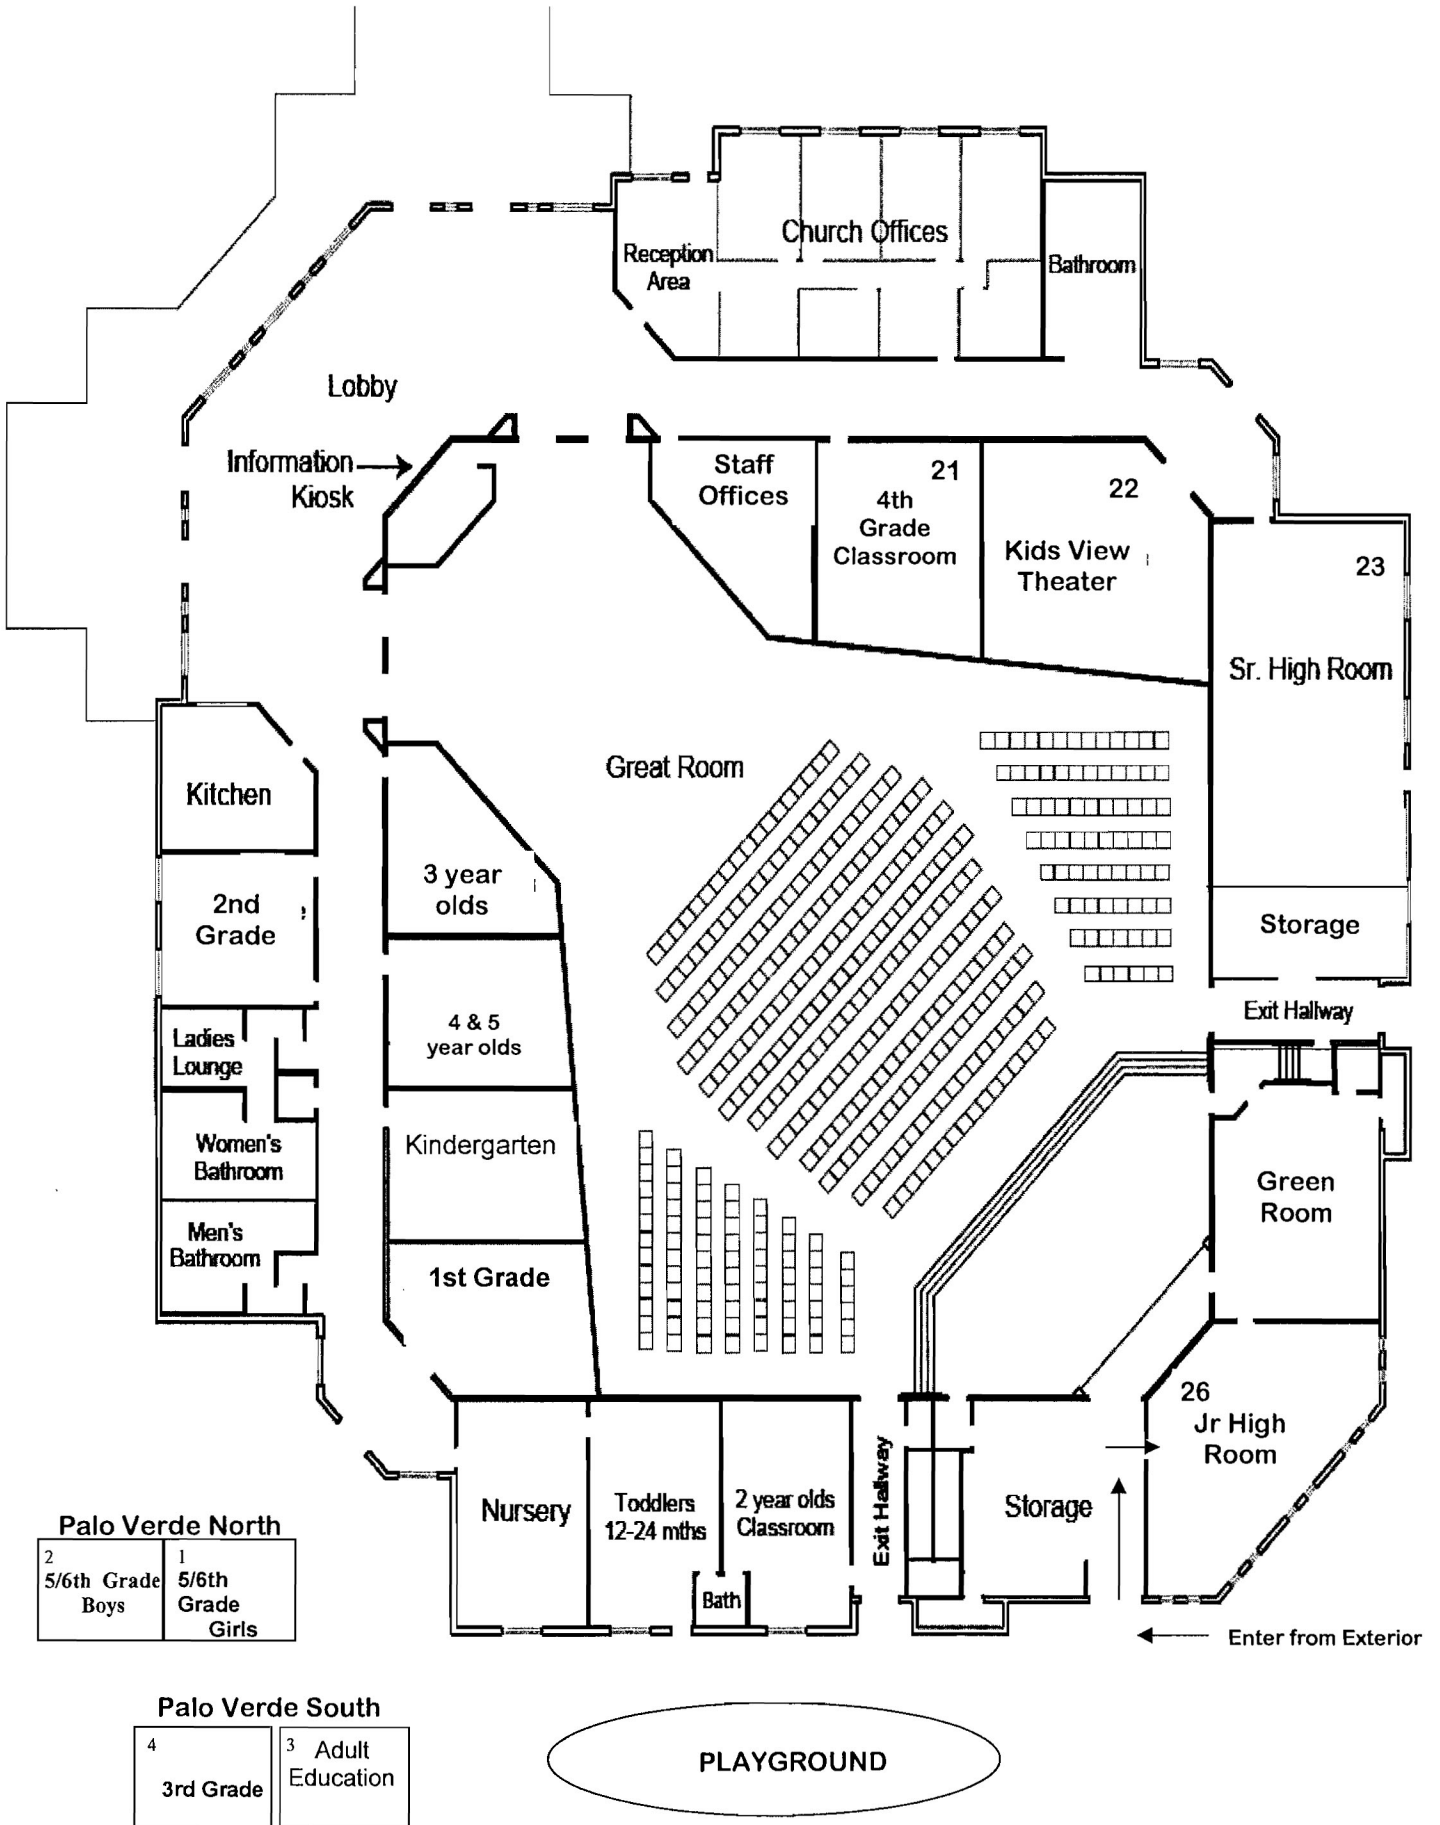 Church Offices
Reception
Area
Bathroom
Lobby
Information
Kiosk
Staff
Offices
21
4th
Grade
Classroom
22
Kids View
Theater
23
Sr. High Room
Great Room
Kitchen
3 year
olds
2nd
Grade
Storage
Exit Hallway
4 & 5
year olds
Ladies
Lounge
Women's
Bathroom
Kindergarten
Green
Room
Men's
Bathroom
1st Grade
26
Jr High
Room
Exit Hallway
Nursery
Toddlers
12-24 mths
2 year olds
Classroom
Storage
Bath
Enter from Exterior
Palo Verde North
2
5/6th Grade
Boys
1
5/6th
Grade
Girls
Palo Verde South
4
3rd Grade
3 Adult
Education
PLAYGROUND